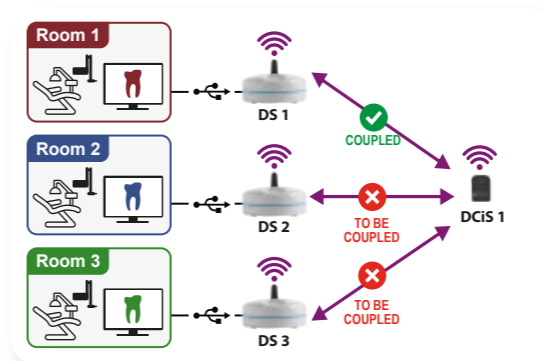 Room 1
DS 1
COUPLED
Room 2
DS 2
TO BE
COUPLED
DCiS 1
Room 3
DS 3
TO BE
COUPLED